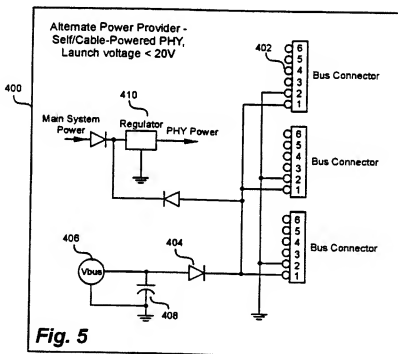 Alternate Power Provider -
Self/Cable-Powered PHY,
Launch voltage < 20V
400
402
6
5
4
3
2
1
Bus Connector
410
Main System
Power
Regulator
PHY Power
6
5
4
3
2
1
Bus Connector
406
Vbus
404
408
6
5
4
3
2
1
Bus Connector
Fig. 5